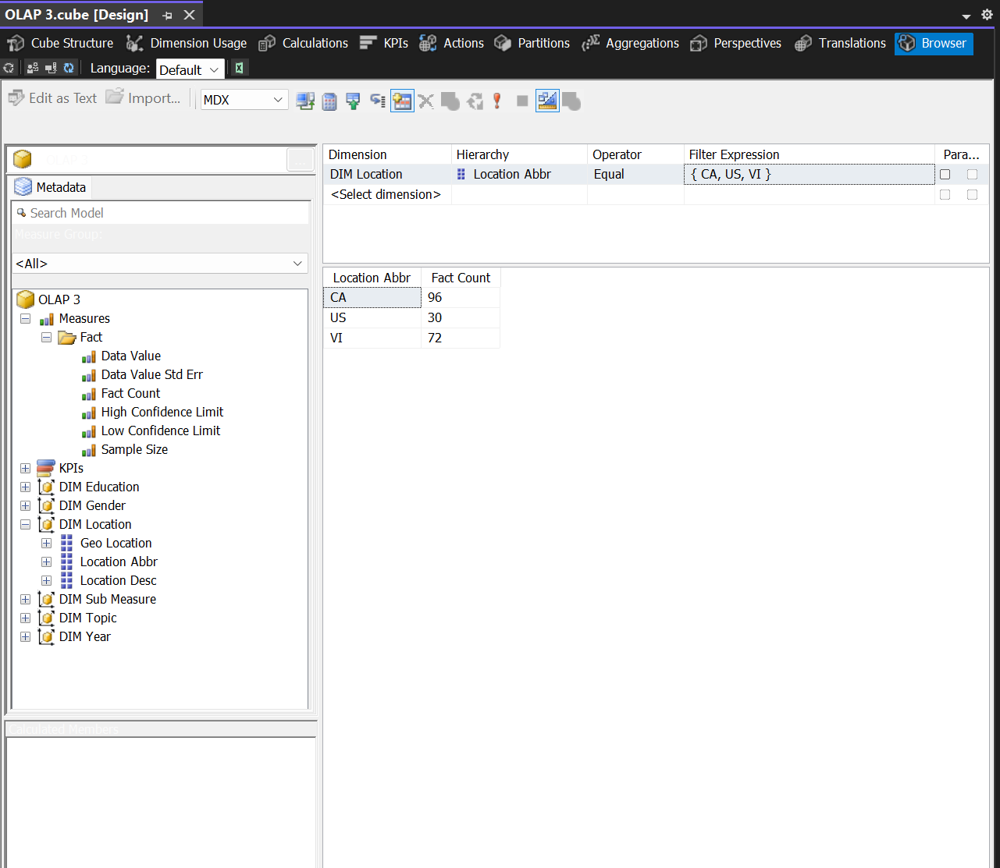 OLAP 3.cube [Design]
Cube Structure Dimension Usage Calculations KPIs Actions Partitions Aggregations Perspectives Translations Browser
Language: Default
Edit as Text Import... MDX
OLAP 3 ...
Metadata
Search Model
Measure Group:
<All>
OLAP 3
Measures
Fact
Data Value
Data Value Std Err
Fact Count
High Confidence Limit
Low Confidence Limit
Sample Size
KPIs
DIM Education
DIM Gender
DIM Location
Geo Location
Location Abbr
Location Desc
DIM Sub Measure
DIM Topic
DIM Year
Calculated Members
Dimension Hierarchy Operator Filter Expression Para...
DIM Location Location Abbr Equal { CA, US, VI }
<Select dimension>
Location Abbr Fact Count
CA 96
US 30
VI 72